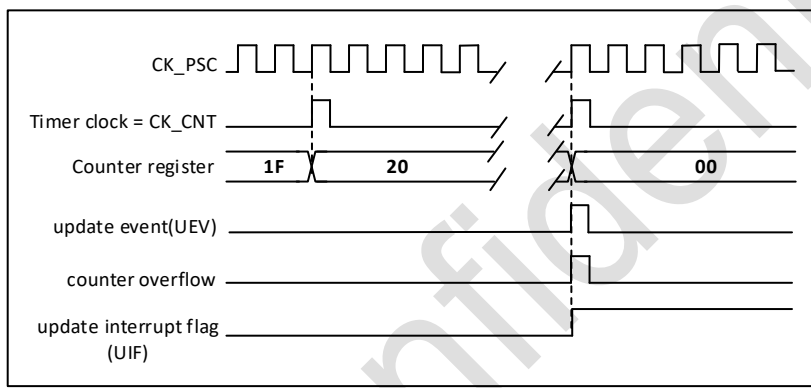 CK_PSC
Timer clock = CK_CNT
Counter register 1F 20 00
update event(UEV)
counter overflow
update interrupt flag
(UIF)